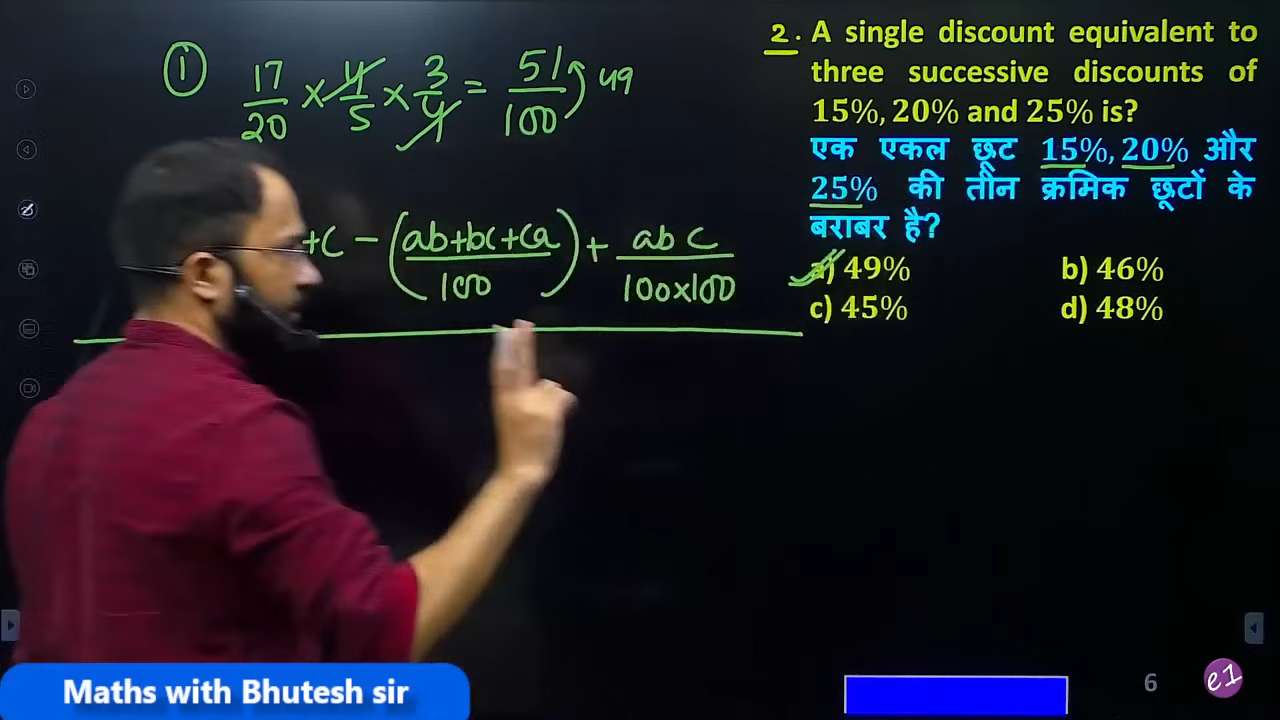 ① 17/20 × 4/5 × 3/4 = 51/100 49
+c − (ab+bc+ca/100) + abc/100×100
2. A single discount equivalent to
three successive discounts of
15%, 20% and 25% is?
एक एकल छूट 15%, 20% और
25% की तीन क्रमिक छूटों के
बराबर है?
a) 49% b) 46%
c) 45% d) 48%
Maths with Bhutesh sir
6 e1